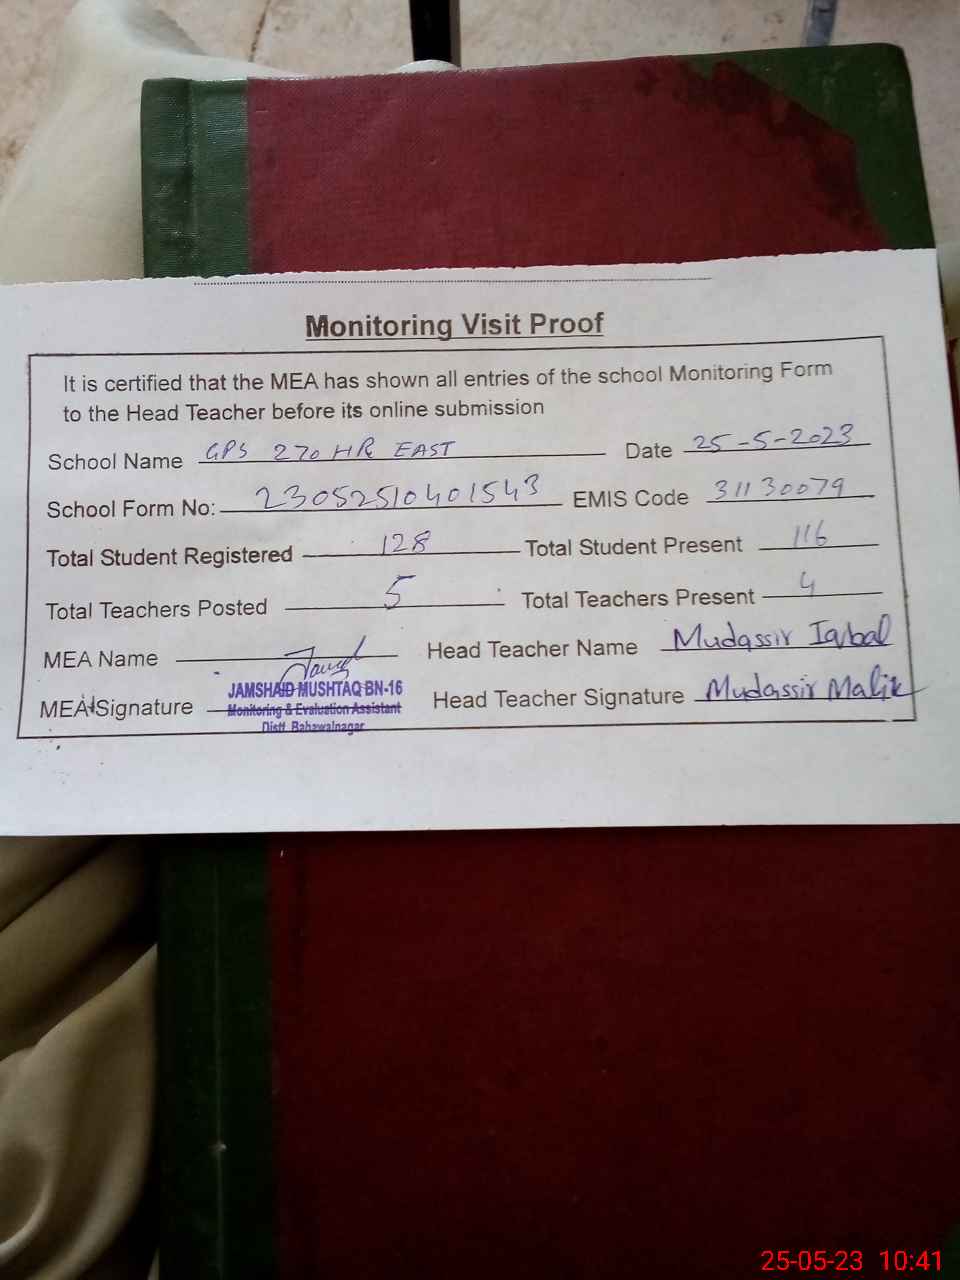 Monitoring Visit Proof
It is certified that the MEA has shown all entries of the school Monitoring Form
to the Head Teacher before its online submission
School Name GPS 270 HR EAST Date 25-5-2023
School Form No: 23052510401543 EMIS Code 31130079
Total Student Registered 128 Total Student Present 116
Total Teachers Posted 5 Total Teachers Present 4
MEA Name Head Teacher Name Mudassir Iqbal
MEA Signature JAMSHAID MUSHTAQ BN-16 Head Teacher Signature Mudassir Malik
Monitoring & Evaluation Assistant
Distt. Bahawalnagar
25-05-23 10:41